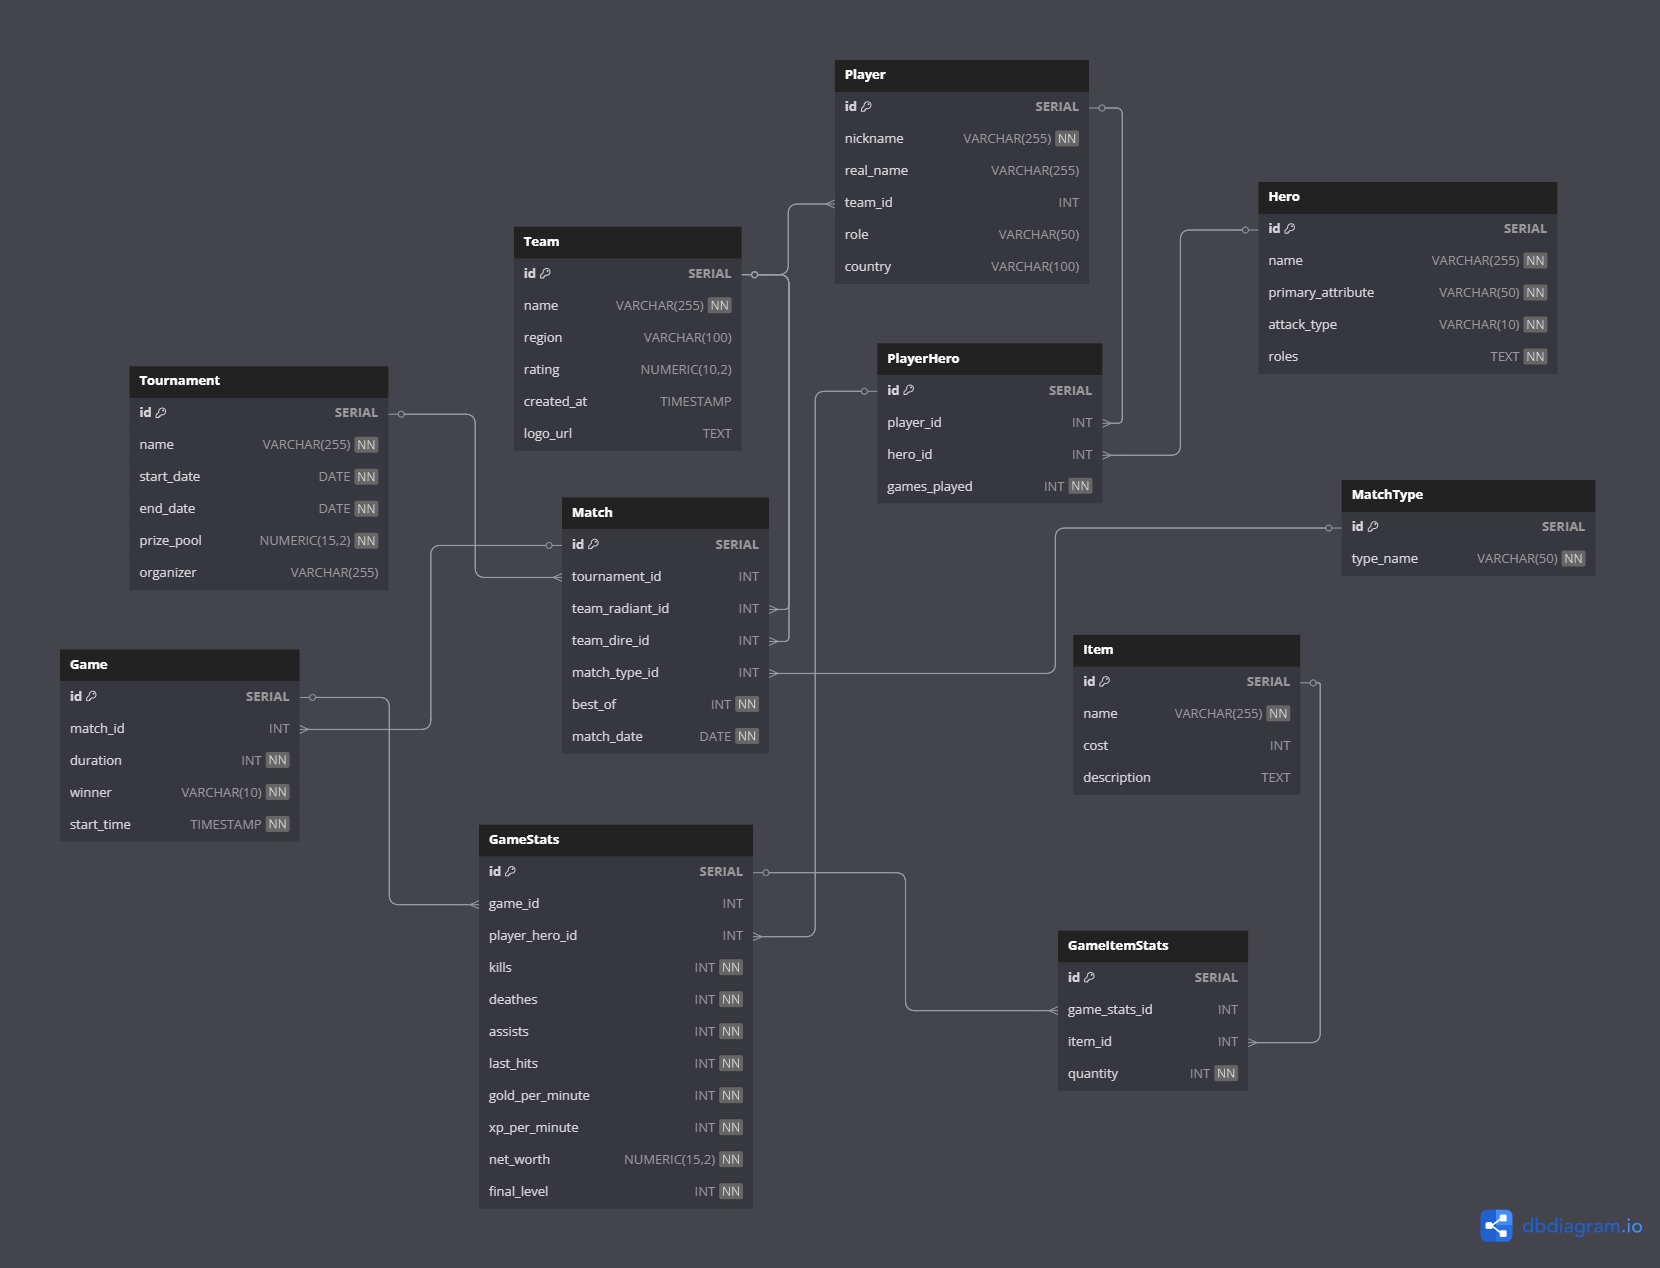 Player
id SERIAL
nickname VARCHAR(255) NN
real_name VARCHAR(255)
team_id INT
role VARCHAR(50)
country VARCHAR(100)
Hero
id SERIAL
name VARCHAR(255) NN
primary_attribute VARCHAR(50) NN
attack_type VARCHAR(10) NN
roles TEXT NN
Team
id SERIAL
name VARCHAR(255) NN
region VARCHAR(100)
rating NUMERIC(10,2)
created_at TIMESTAMP
logo_url TEXT
PlayerHero
id SERIAL
player_id INT
hero_id INT
games_played INT NN
Tournament
id SERIAL
name VARCHAR(255) NN
start_date DATE NN
end_date DATE NN
prize_pool NUMERIC(15,2) NN
organizer VARCHAR(255)
MatchType
id SERIAL
type_name VARCHAR(50) NN
Match
id SERIAL
tournament_id INT
team_radiant_id INT
team_dire_id INT
match_type_id INT
best_of INT NN
match_date DATE NN
Item
id SERIAL
name VARCHAR(255) NN
cost INT
description TEXT
Game
id SERIAL
match_id INT
duration INT NN
winner VARCHAR(10) NN
start_time TIMESTAMP NN
GameStats
id SERIAL
game_id INT
player_hero_id INT
kills INT NN
deathes INT NN
assists INT NN
last_hits INT NN
gold_per_minute INT NN
xp_per_minute INT NN
net_worth NUMERIC(15,2) NN
final_level INT NN
GameItemStats
id SERIAL
game_stats_id INT
item_id INT
quantity INT NN
dbdiagram.io